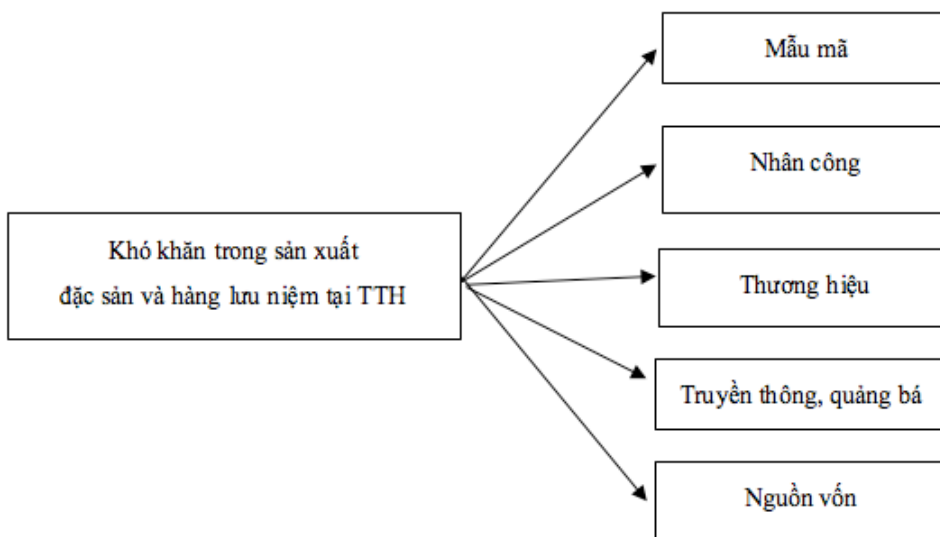 Khó khăn trong sản xuất
đặc sản và hàng lưu niệm tại TTH
Mẫu mã
Nhân công
Thương hiệu
Truyền thông, quảng bá
Nguồn vốn